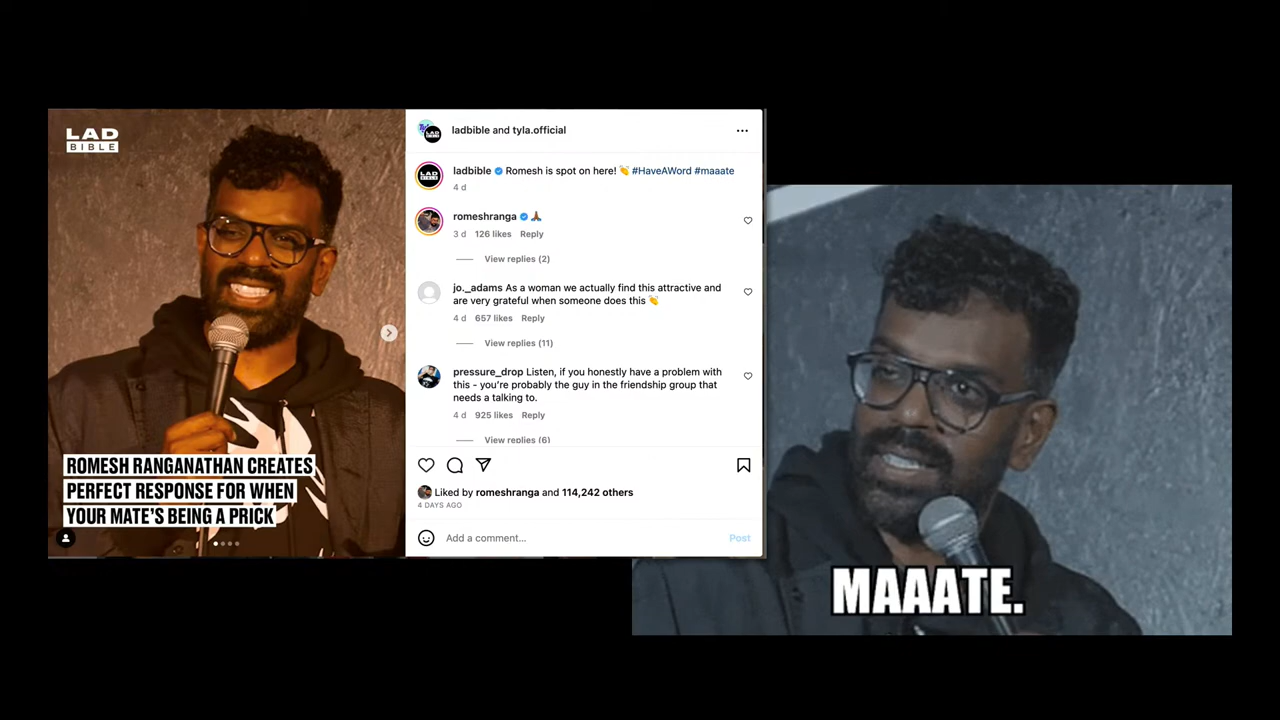 LAD
BIBLE
ROMESH RANGANATHAN CREATES
PERFECT RESPONSE FOR WHEN
YOUR MATE'S BEING A PRICK
ladbible and tyla.official
ladbible Romesh is spot on here! 👏 #HaveAWord #maaate
4 d
romeshranga 🙏🏾
3 d 126 likes Reply
View replies (2)
jo._adams As a woman we actually find this attractive and
are very grateful when someone does this 👏
4 d 657 likes Reply
View replies (11)
pressure_drop Listen, if you honestly have a problem with
this - you're probably the guy in the friendship group that
needs a talking to.
4 d 925 likes Reply
View replies (6)
Liked by romeshranga and 114,242 others
4 DAYS AGO
Add a comment... Post
MAAATE.